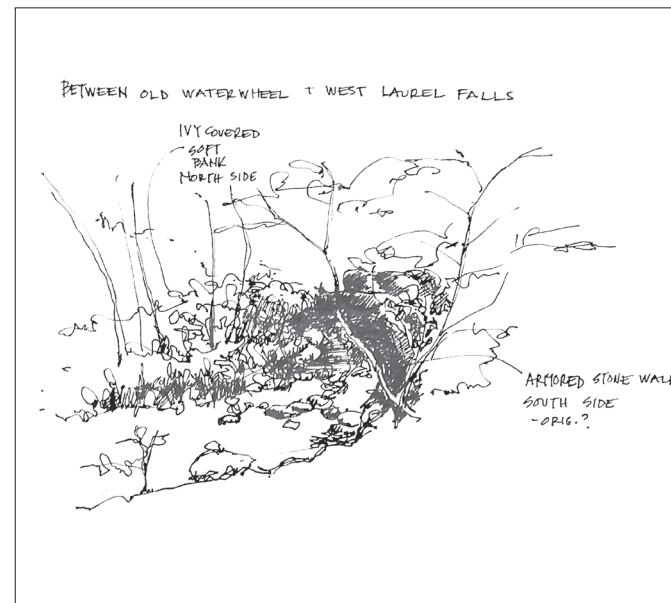 BETWEEN OLD WATERWHEEL + WEST LAUREL FALLS
IVY COVERED
SOFT
BANK
NORTH SIDE
ARMORED STONE WALL
SOUTH SIDE
- ORIG.?